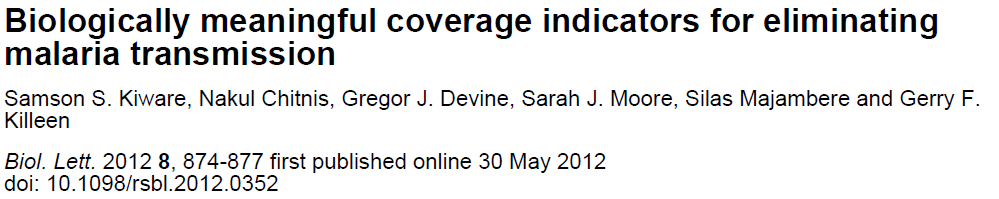 Biologically meaningful coverage indicators for eliminating
malaria transmission
Samson S. Kiware, Nakul Chitnis, Gregor J. Devine, Sarah J. Moore, Silas Majambere and Gerry F.
Killeen
Biol. Lett. 2012 8, 874-877 first published online 30 May 2012
doi: 10.1098/rsbl.2012.0352